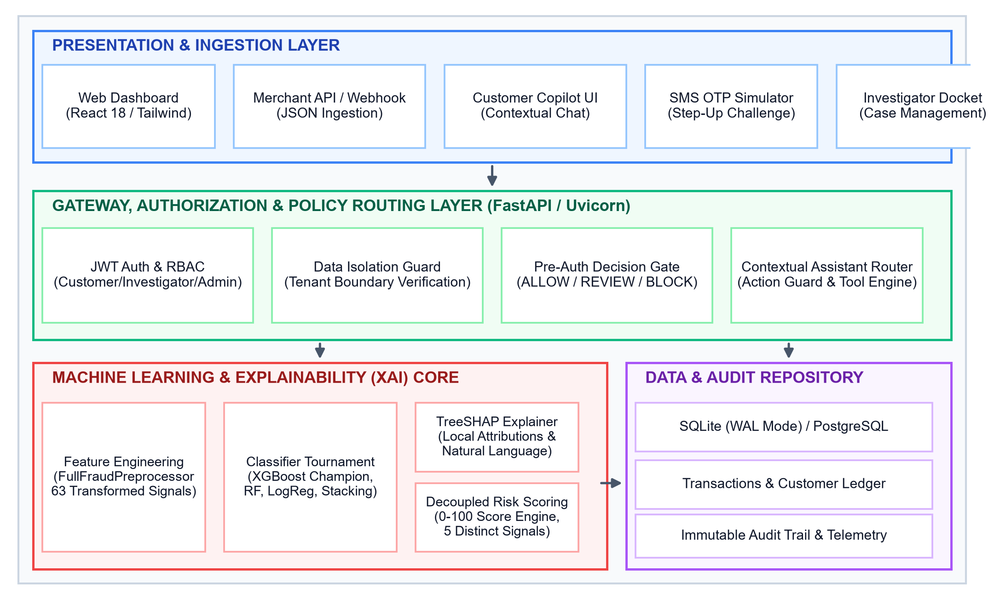 PRESENTATION & INGESTION LAYER
Web Dashboard
(React 18 / Tailwind)
Merchant API / Webhook
(JSON Ingestion)
Customer Copilot UI
(Contextual Chat)
SMS OTP Simulator
(Step-Up Challenge)
Investigator Docket
(Case Management)
GATEWAY, AUTHORIZATION & POLICY ROUTING LAYER (FastAPI / Uvicorn)
JWT Auth & RBAC
(Customer/Investigator/Admin)
Data Isolation Guard
(Tenant Boundary Verification)
Pre-Auth Decision Gate
(ALLOW / REVIEW / BLOCK)
Contextual Assistant Router
(Action Guard & Tool Engine)
MACHINE LEARNING & EXPLAINABILITY (XAI) CORE
Feature Engineering
(FullFraudPreprocessor
63 Transformed Signals)
Classifier Tournament
(XGBoost Champion,
RF, LogReg, Stacking)
TreeSHAP Explainer
(Local Attributions &
Natural Language)
Decoupled Risk Scoring
(0-100 Score Engine,
5 Distinct Signals)
DATA & AUDIT REPOSITORY
SQLite (WAL Mode) / PostgreSQL
Transactions & Customer Ledger
Immutable Audit Trail & Telemetry